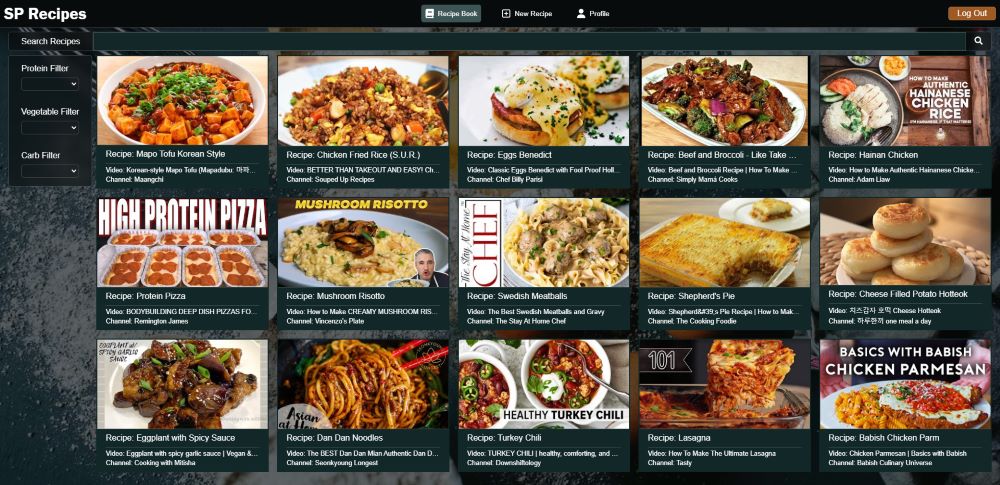 SP Recipes
Recipe Book
New Recipe
Profile
Log Out
Search Recipes
Protein Filter
Vegetable Filter
Carb Filter
Recipe: Mapo Tofu Korean Style
Video: Korean-style Mapo Tofu (Mapadubu: 마파...
Channel: Maangchi
Recipe: Chicken Fried Rice (S.U.R.)
Video: BETTER THAN TAKEOUT AND EASY! Ch...
Channel: Souped Up Recipes
Recipe: Eggs Benedict
Video: Classic Eggs Benedict with Fool Proof Holl...
Channel: Chef Billy Parisi
Recipe: Beef and Broccoli - Like Take ...
Video: Beef and Broccoli Recipe | How To Make ...
Channel: Simply Mamá Cooks
HOW TO MAKE
AUTHENTIC
HAINANESE
CHICKEN
RICE
(I'M HAINANESE, IF THAT MATTERS)
Recipe: Hainan Chicken
Video: How to Make Authentic Hainanese Chicke...
Channel: Adam Liaw
HIGH PROTEIN PIZZA
Recipe: Protein Pizza
Video: BODYBUILDING DEEP DISH PIZZAS FO...
Channel: Remington James
MUSHROOM RISOTTO
Recipe: Mushroom Risotto
Video: How to Make CREAMY MUSHROOM RIS...
Channel: Vincenzo's Plate
The Stay At Home
CHEF
Recipe: Swedish Meatballs
Video: The Best Swedish Meatballs and Gravy
Channel: The Stay At Home Chef
Recipe: Shepherd's Pie
Video: Shepherd&#39;s Pie Recipe | How to Mak...
Channel: The Cooking Foodie
Recipe: Cheese Filled Potato Hotteok
Video: 치즈감자 호떡 Cheese Hotteok
Channel: 하루한끼 one meal a day
EGGPLANT w/
SPICY GARLIC
SAUCE
Recipe: Eggplant with Spicy Sauce
Video: Eggplant with spicy garlic sauce | Vegan &...
Channel: Cooking with Mitisha
Asian
at H
Recipe: Dan Dan Noodles
Video: The BEST Dan Dan Mian Authentic Dan D...
Channel: Seonkyoung Longest
HEALTHY TURKEY CHILI
Recipe: Turkey Chili
Video: TURKEY CHILI | healthy, comforting, and ...
Channel: Downshiftology
101
Recipe: Lasagna
Video: How To Make The Ultimate Lasagna
Channel: Tasty
BASICS WITH BABISH
CHICKEN PARMESAN
Recipe: Babish Chicken Parm
Video: Chicken Parmesan | Basics with Babish
Channel: Babish Culinary Universe